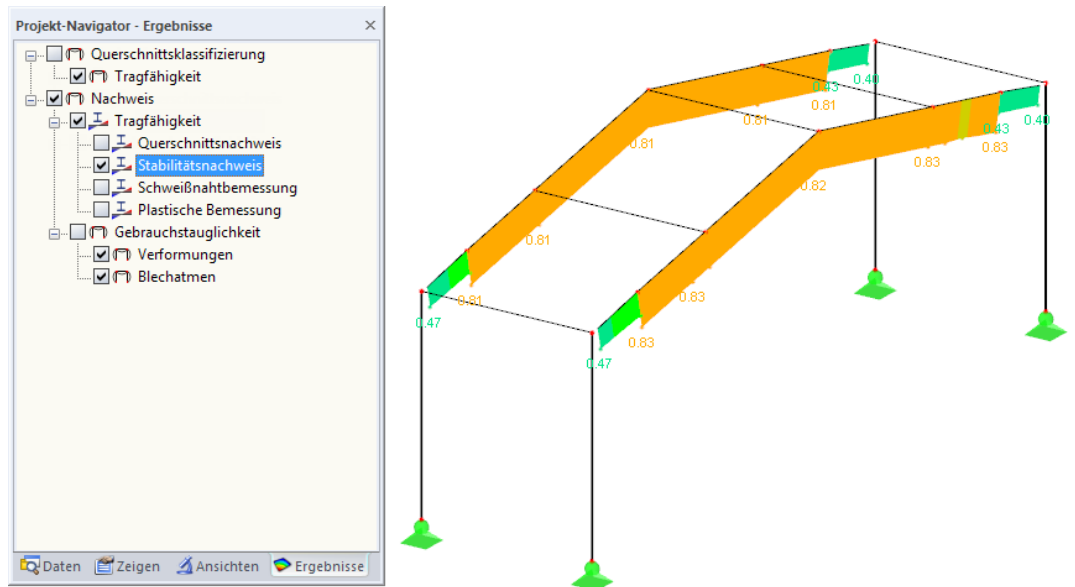 Projekt-Navigator - Ergebnisse
Querschnittsklassifizierung
Tragfähigkeit
Nachweis
Tragfähigkeit
Querschnittsnachweis
Stabilitätsnachweis
Schweißnahtbemessung
Plastische Bemessung
Gebrauchstauglichkeit
Verformungen
Blechatmen
Daten Zeigen Ansichten Ergebnisse
0.40
0.43
0.81
0.81
0.40
0.43
0.83
0.81
0.83
0.82
0.81
0.83
0.81
0.47
0.83
0.47